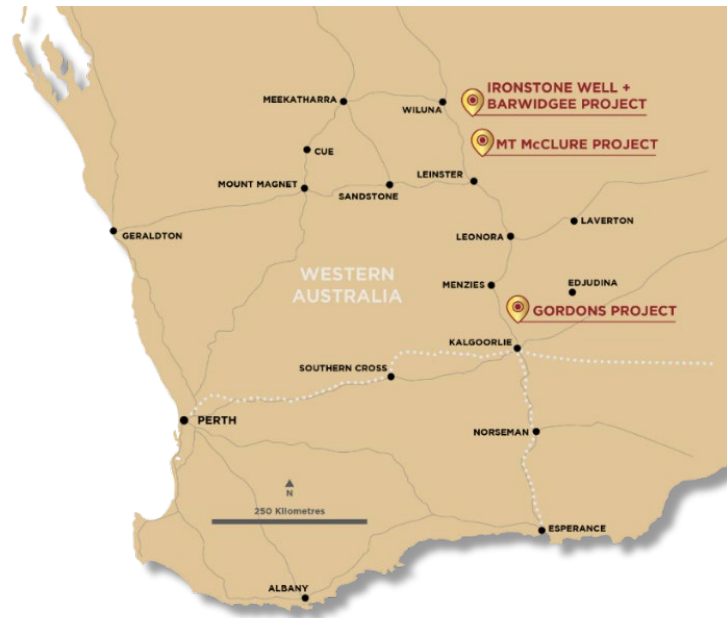 IRONSTONE WELL +
BARWIDGEE PROJECT
MEEKATHARRA
WILUNA
MT McCLURE PROJECT
CUE
LEINSTER
MOUNT MAGNET
SANDSTONE
LAVERTON
GERALDTON
LEONORA
WESTERN
AUSTRALIA
MENZIES
EDJUDINA
GORDONS PROJECT
KALGOORLIE
SOUTHERN CROSS
PERTH
NORSEMAN
N
250 Kilometres
ESPERANCE
ALBANY